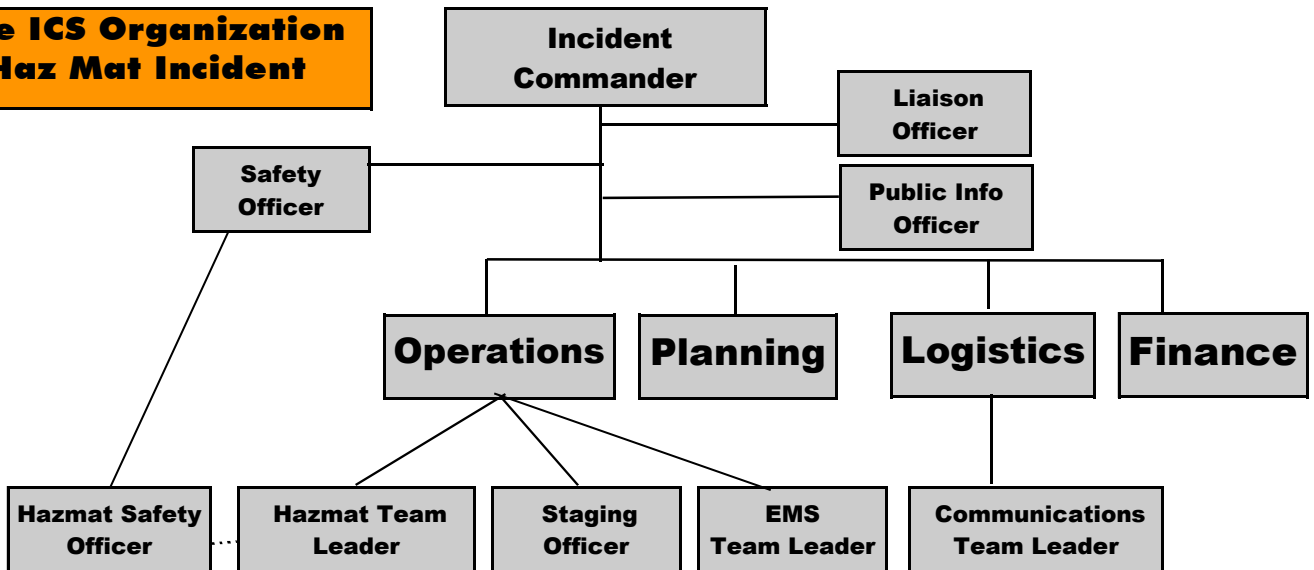 ICS Organization
Haz Mat Incident
Incident
Commander
Liaison
Officer
Safety
Officer
Public Info
Officer
Operations
Planning
Logistics
Finance
Hazmat Safety
Officer
Hazmat Team
Leader
Staging
Officer
EMS
Team Leader
Communications
Team Leader